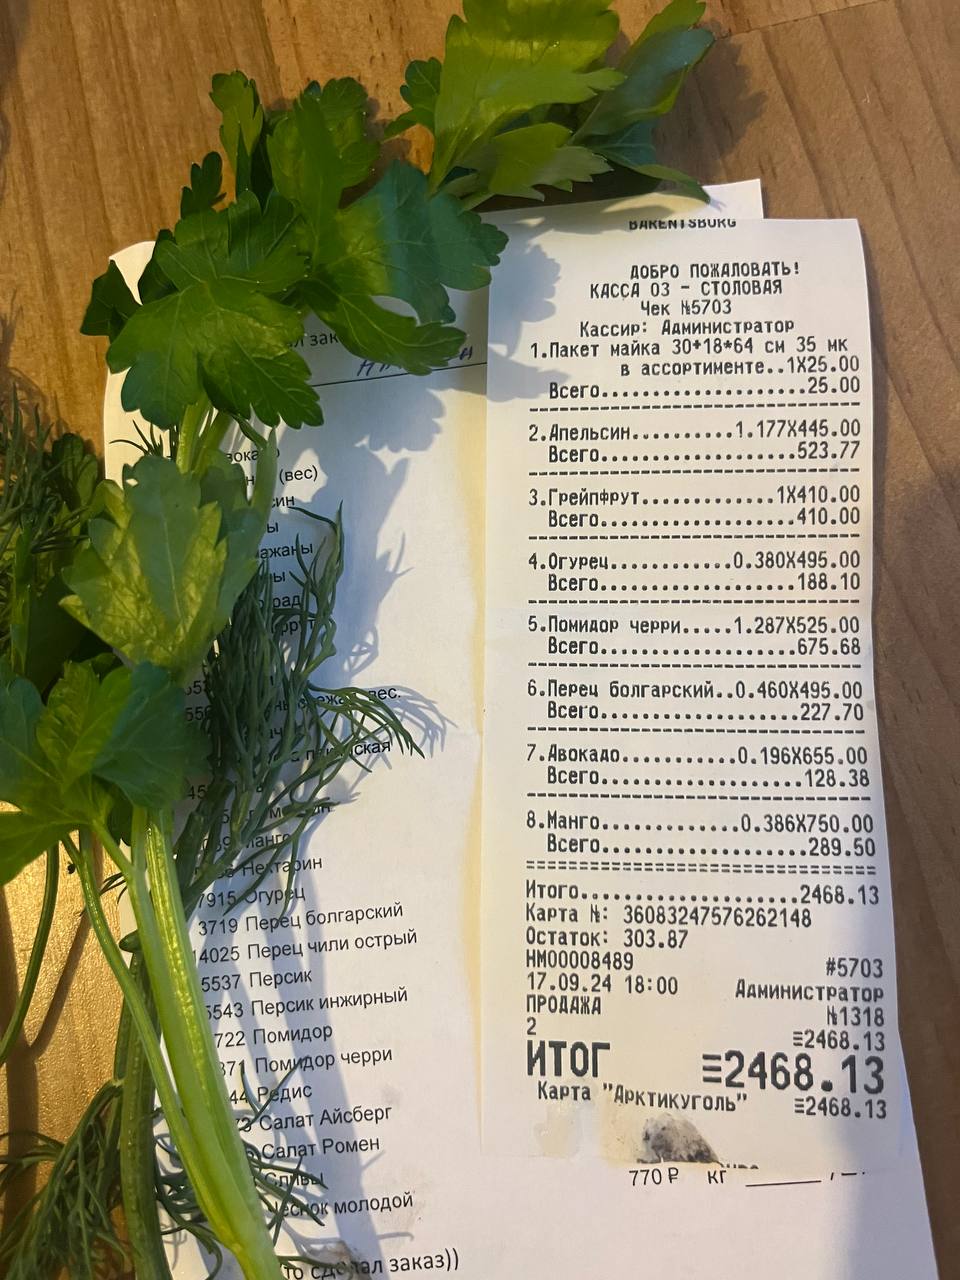 BARENTSBURG
ДОБРО ПОЖАЛОВАТЬ!
КАССА 03 - СТОЛОВАЯ
Чек №5703
Кассир: Администратор
1.Пакет майка 30*18*64 см 35 мк
в ассортименте..1X25.00
Всего...................25.00
2.Апельсин..........1.177X445.00
Всего..................523.77
3.Грейпфрут.............1X410.00
Всего..................410.00
4.Огурец............0.380X495.00
Всего..................188.10
5.Помидор черри.....1.287X525.00
Всего..................675.68
6.Перец болгарский..0.460X495.00
Всего..................227.70
7.Авокадо...........0.196X655.00
Всего..................128.38
8.Манго.............0.386X750.00
Всего..................289.50
Итого..................2468.13
Карта №: 36083247576262148
Остаток: 303.87
НМ00008489 #5703
17.09.24 18:00 Администратор
ПРОДАЖА №1318
2 ≡2468.13
ИТОГ ≡2468.13
Карта "Арктикуголь" ≡2468.13
770 ₽ кг
(вес)
вес.
Манго
Нектарин
7915 Огурец
3719 Перец болгарский
4025 Перец чили острый
5537 Персик
5543 Персик инжирный
722 Помидор
371 Помидор черри
44 Редис
Салат Айсберг
Салат Ромен
Сливы
Чеснок молодой
то сделал заказ))